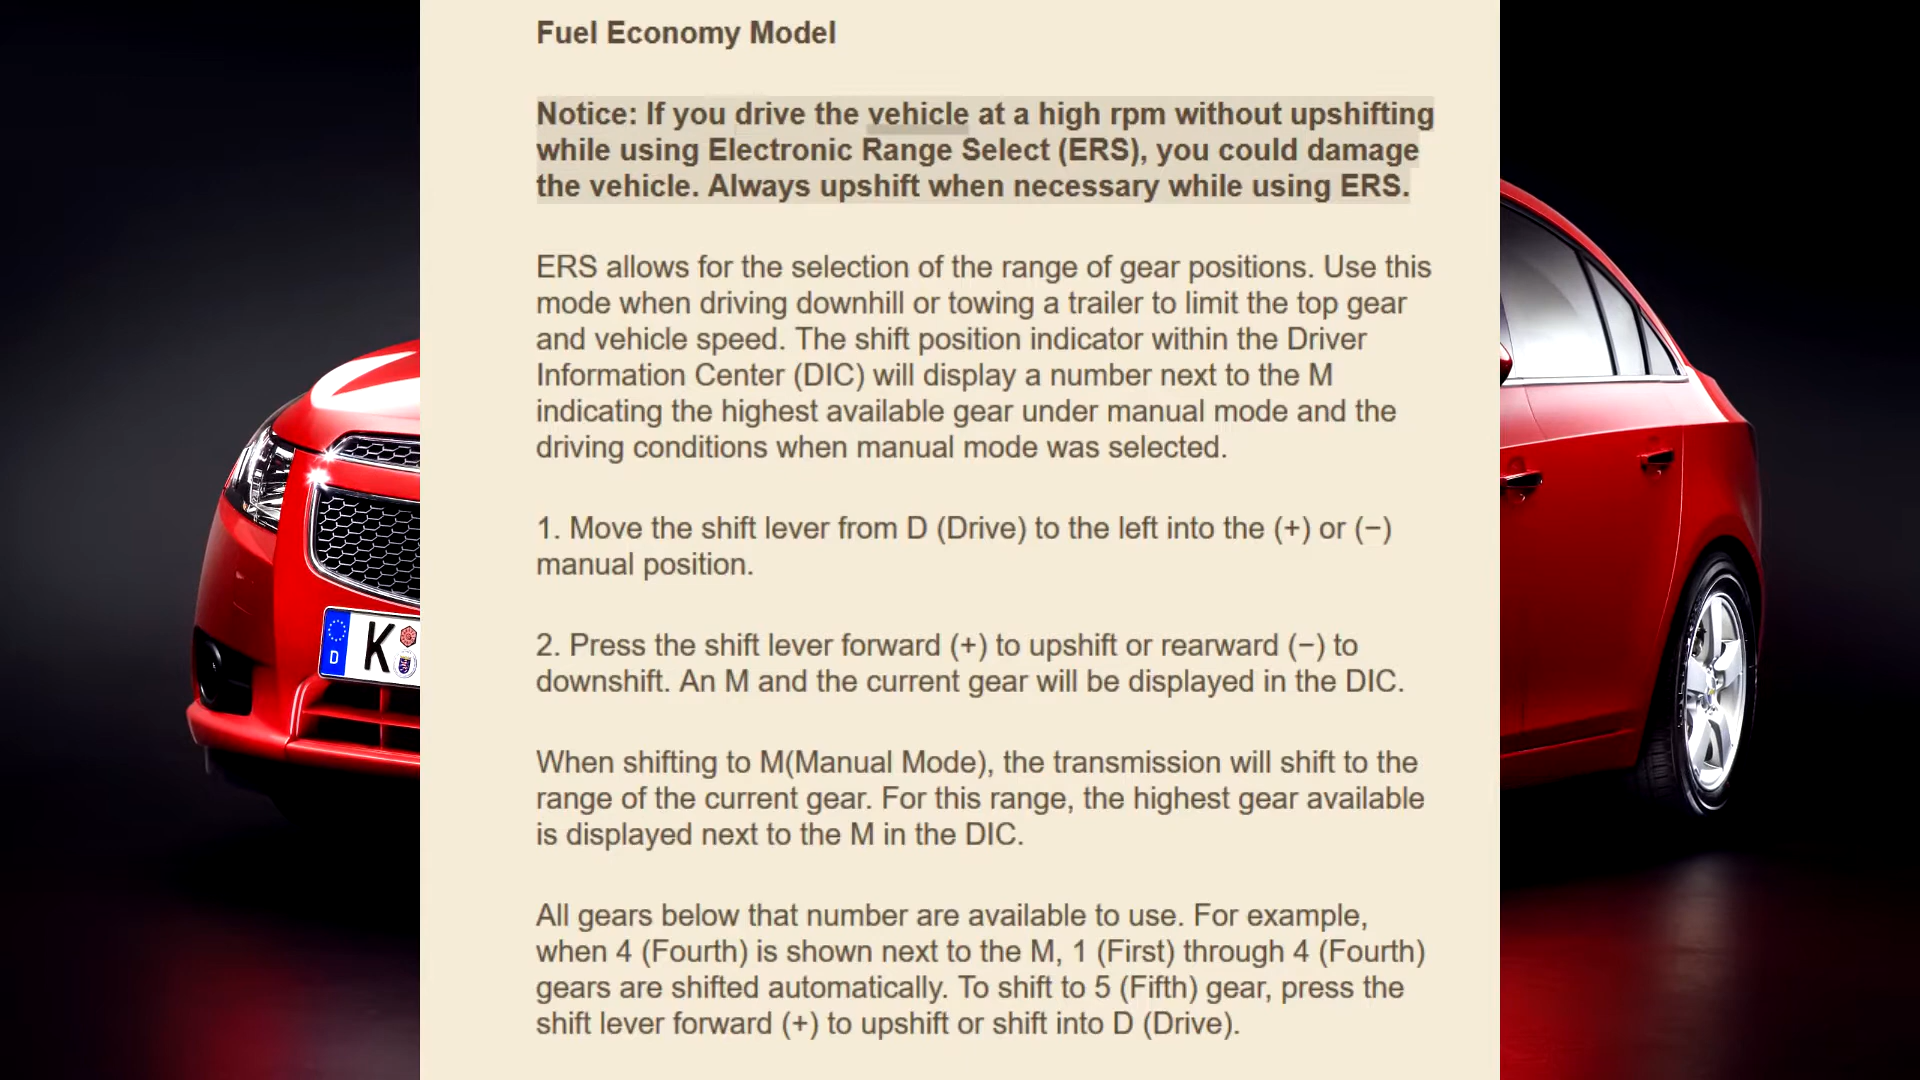 Fuel Economy Model
Notice: If you drive the vehicle at a high rpm without upshifting
while using Electronic Range Select (ERS), you could damage
the vehicle. Always upshift when necessary while using ERS.
ERS allows for the selection of the range of gear positions. Use this
mode when driving downhill or towing a trailer to limit the top gear
and vehicle speed. The shift position indicator within the Driver
Information Center (DIC) will display a number next to the M
indicating the highest available gear under manual mode and the
driving conditions when manual mode was selected.
1. Move the shift lever from D (Drive) to the left into the (+) or (−)
manual position.
2. Press the shift lever forward (+) to upshift or rearward (−) to
downshift. An M and the current gear will be displayed in the DIC.
When shifting to M(Manual Mode), the transmission will shift to the
range of the current gear. For this range, the highest gear available
is displayed next to the M in the DIC.
All gears below that number are available to use. For example,
when 4 (Fourth) is shown next to the M, 1 (First) through 4 (Fourth)
gears are shifted automatically. To shift to 5 (Fifth) gear, press the
shift lever forward (+) to upshift or shift into D (Drive).
D K